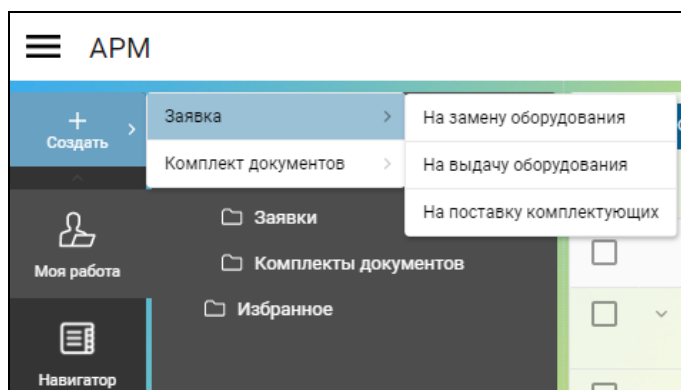 АРМ
Создать
Заявка
На замену оборудования
Комплект документов
На выдачу оборудования
На поставку комплектующих
Моя работа
Заявки
Комплекты документов
Избранное
Навигатор